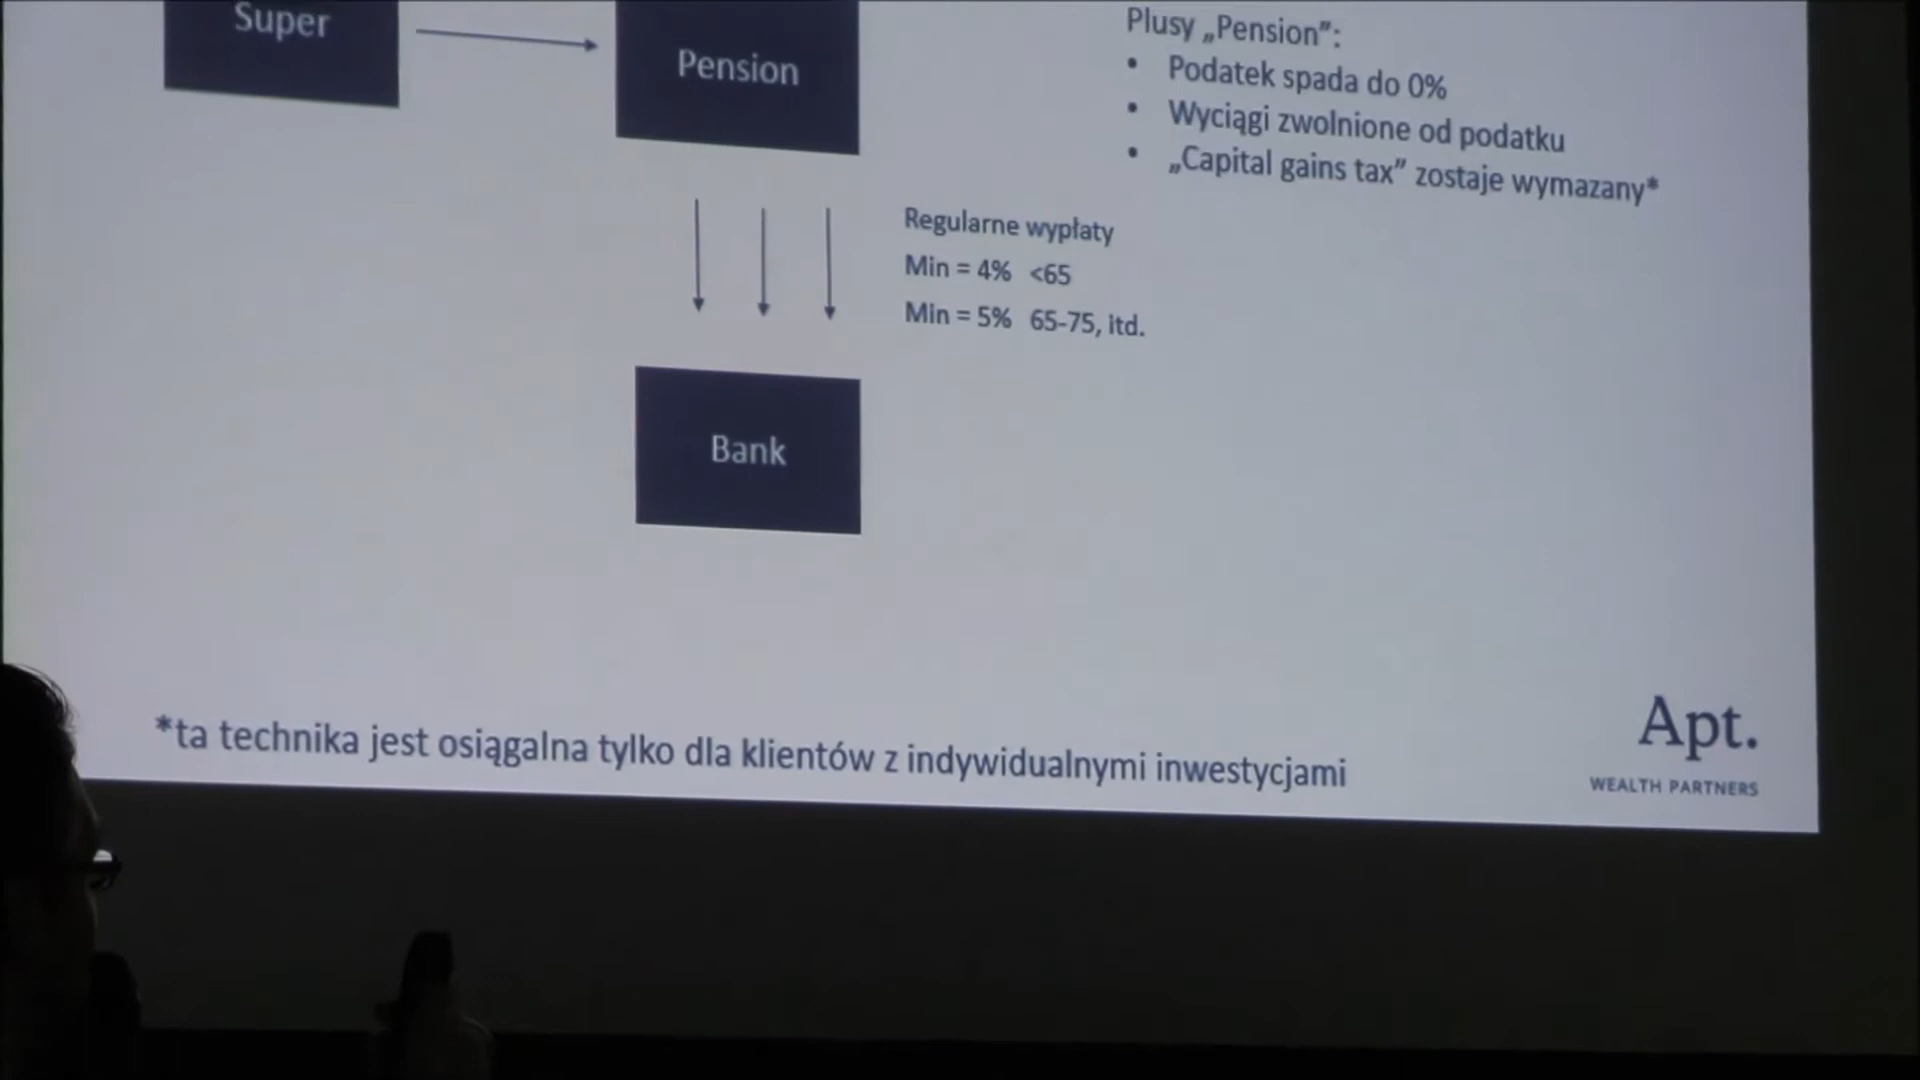 Super
Pension
Plusy „Pension”:
• Podatek spada do 0%
• Wyciągi zwolnione od podatku
• „Capital gains tax” zostaje wymazany*
Regularne wypłaty
Min = 4% <65
Min = 5% 65-75, itd.
Bank
*ta technika jest osiągalna tylko dla klientów z indywidualnymi inwestycjami
Apt.
WEALTH PARTNERS